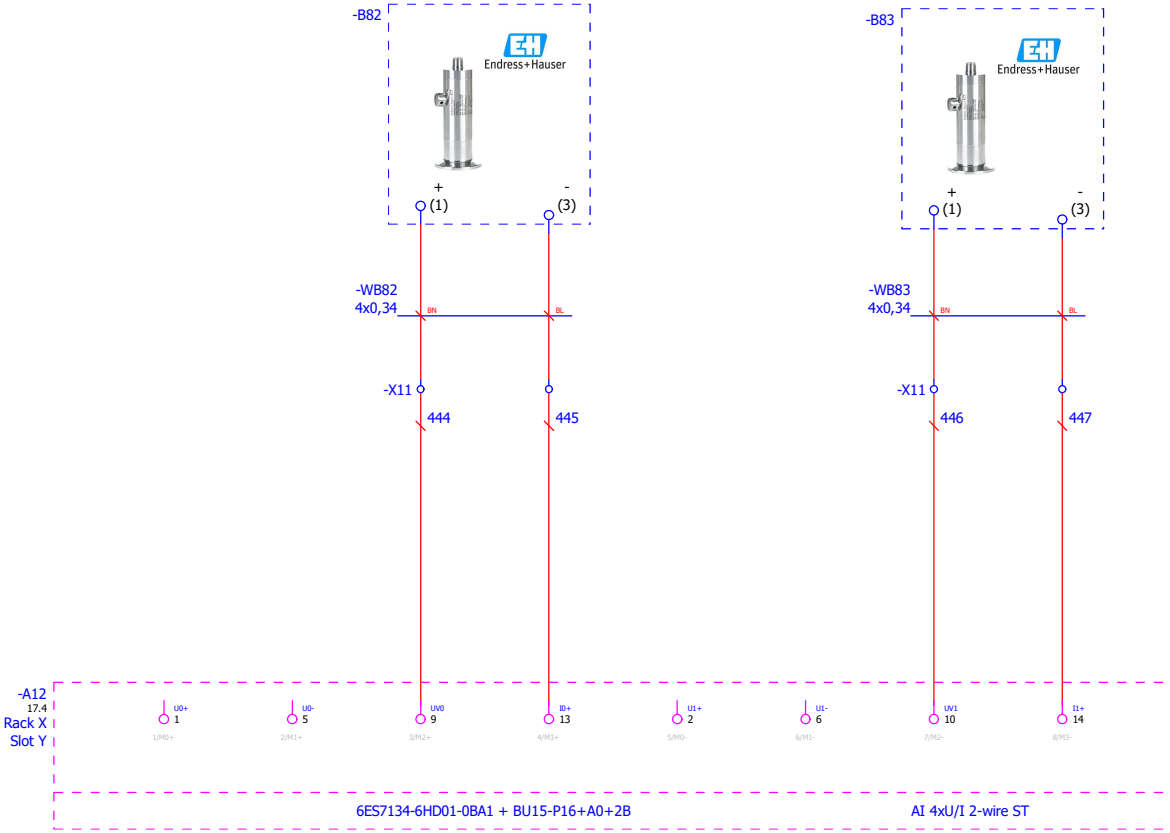 -B82
EH
Endress+Hauser
+
(1)
-
(3)
-B83
EH
Endress+Hauser
+
(1)
-
(3)
-WB82
4x0,34
BN
BL
-WB83
4x0,34
BN
BL
-X11
444
445
-X11
446
447
-A12
17.4
Rack X
Slot Y
U0+
1
1/M0+
U0-
5
2/M1+
UV0
9
3/M2+
I0+
13
4/M3+
U1+
2
5/M0-
U1-
6
6/M1-
UV1
10
7/M2-
I1+
14
8/M3-
6ES7134-6HD01-0BA1 + BU15-P16+A0+2B
AI 4xU/I 2-wire ST